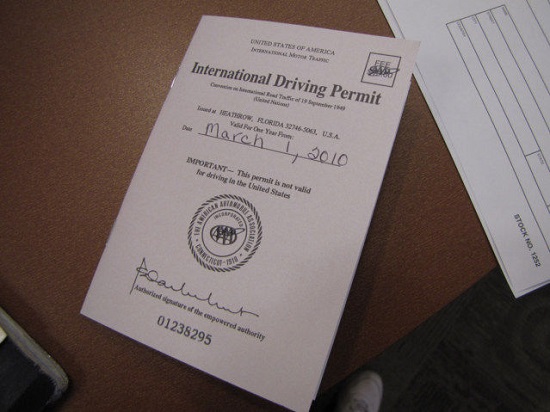 UNITED STATES OF AMERICA
INTERNATIONAL MOTOR TRAFFIC
FEE
International Driving Permit
Convention on International Road Traffic of 19 September 1949
(United Nations)
Issued at HEATHROW, FLORIDA 32746-5063, U.S.A.
Valid For One Year From:
Date March 1, 2010
IMPORTANT— This permit is not valid
for driving in the United States
THE AMERICAN AUTOMOBILE ASSOCIATION
INCORPORATED
AAA
CONNECTICUT-1910
Authorized signature of the empowered authority
01238295
STOCK NO. 1252